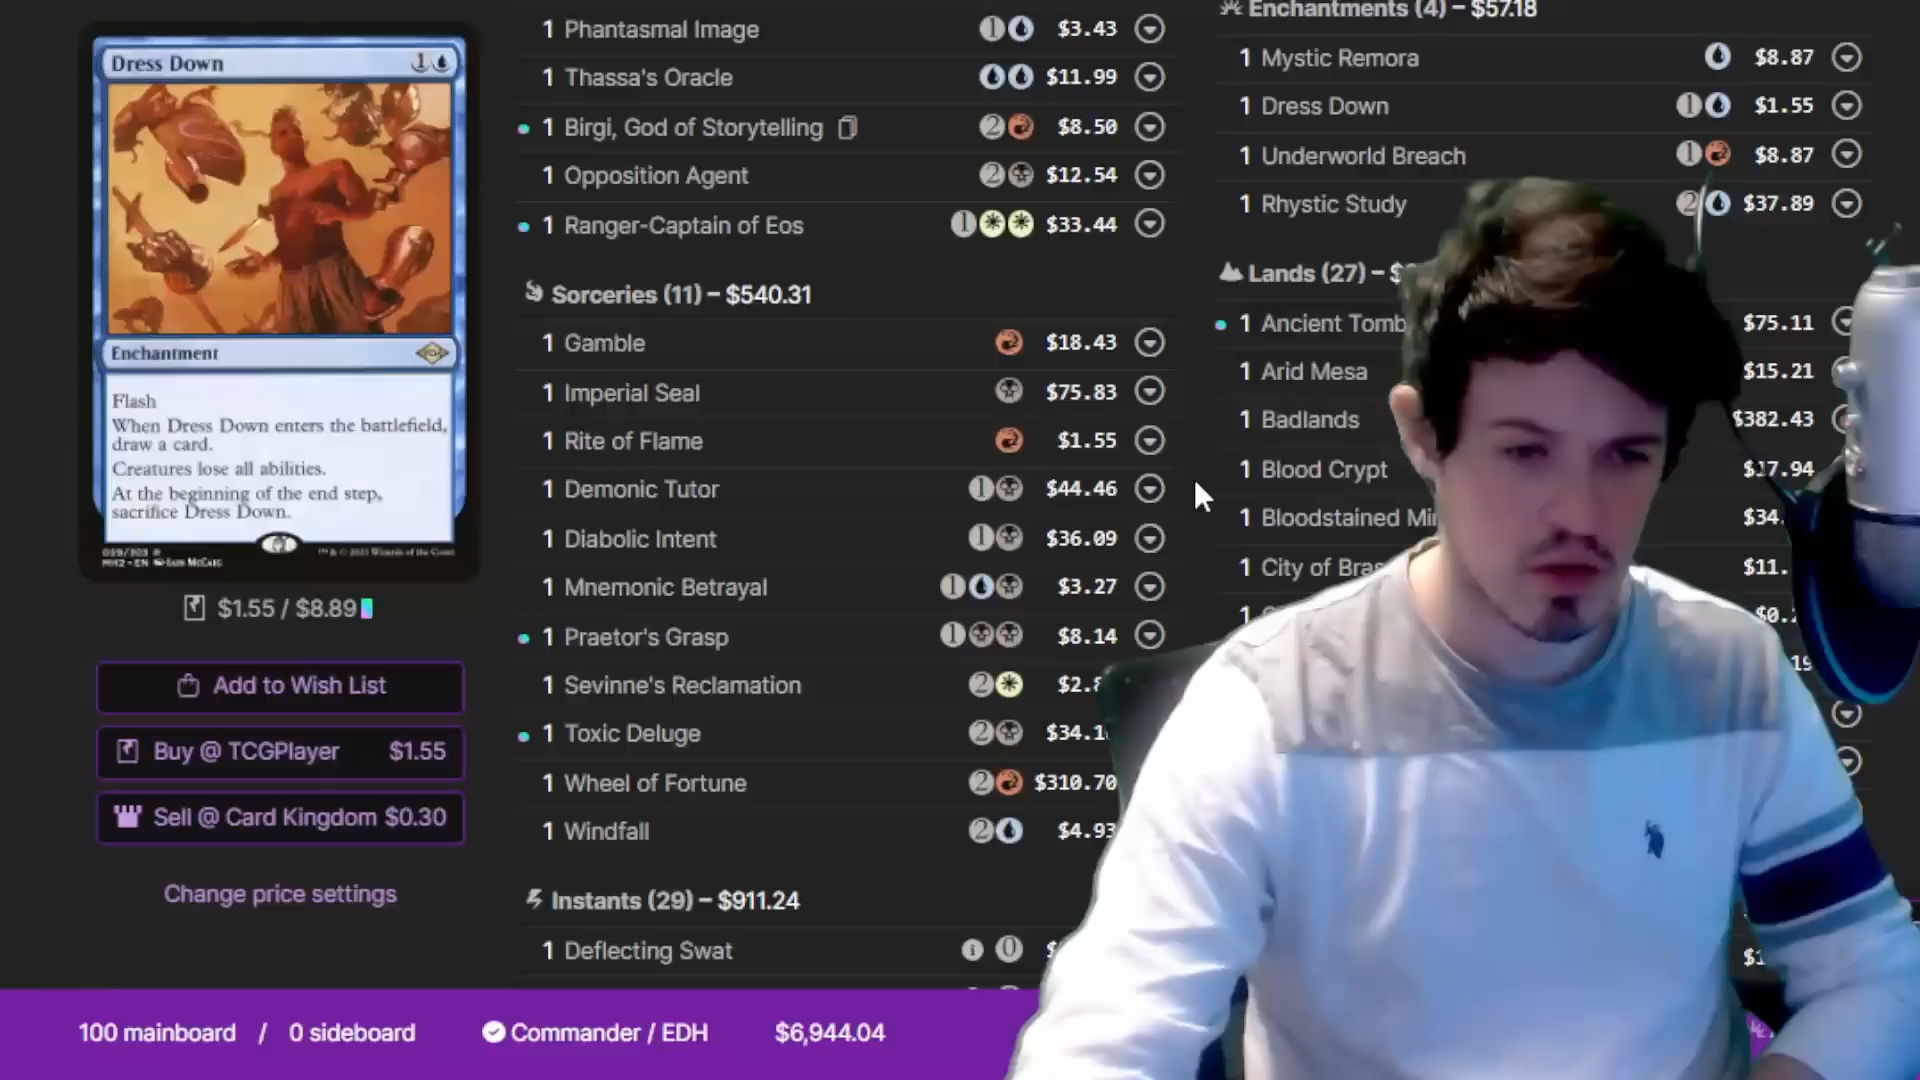 Dress Down
Enchantment
Flash
When Dress Down enters the battlefield,
draw a card.
Creatures lose all abilities.
At the beginning of the end step,
sacrifice Dress Down.
$1.55 / $8.89
Add to Wish List
Buy @ TCGPlayer $1.55
Sell @ Card Kingdom $0.30
Change price settings
1 Phantasmal Image $3.43
1 Thassa's Oracle $11.99
1 Birgi, God of Storytelling $8.50
1 Opposition Agent $12.54
1 Ranger-Captain of Eos $33.44
Sorceries (11) – $540.31
1 Gamble $18.43
1 Imperial Seal $75.83
1 Rite of Flame $1.55
1 Demonic Tutor $44.46
1 Diabolic Intent $36.09
1 Mnemonic Betrayal $3.27
1 Praetor's Grasp $8.14
1 Sevinne's Reclamation
1 Toxic Deluge
1 Wheel of Fortune $310.70
1 Windfall $4.93
Instants (29) – $911.24
1 Deflecting Swat
Enchantments (4) – $57.18
1 Mystic Remora $8.87
1 Dress Down $1.55
1 Underworld Breach $8.87
1 Rhystic Study $37.89
Lands (27) –
1 Ancient Tomb $75.11
1 Arid Mesa $15.21
1 Badlands $382.43
1 Blood Crypt $17.94
1 Bloodstained
1 City of
100 mainboard / 0 sideboard
Commander / EDH
$6,944.04